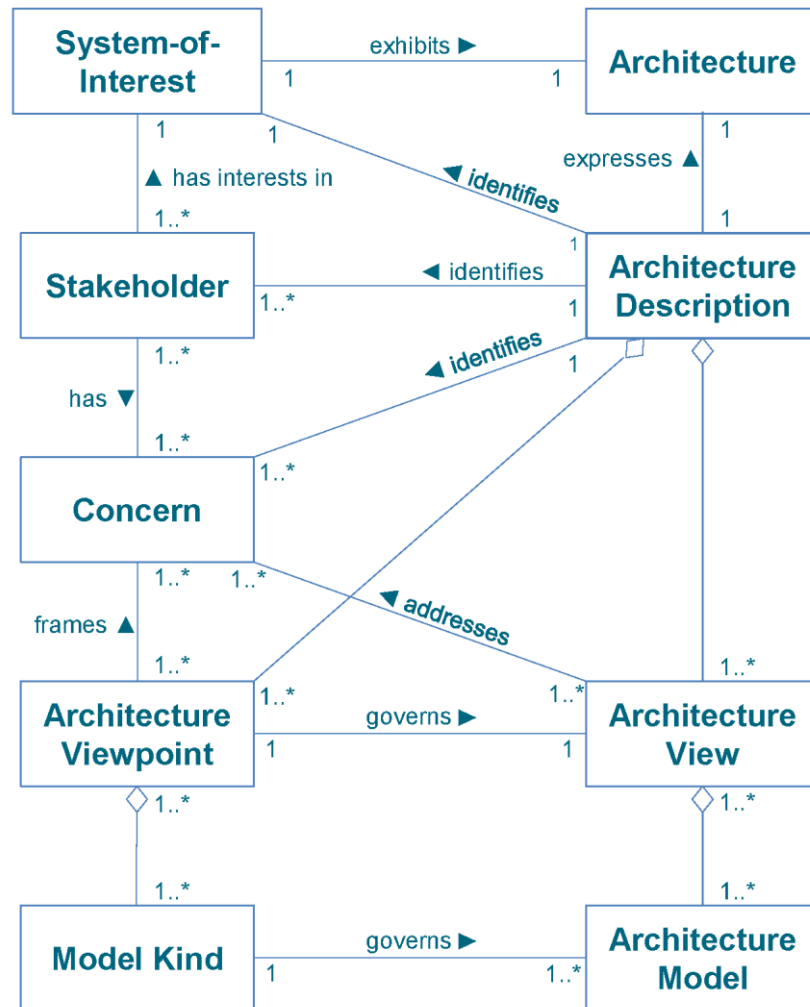 System-of-
Interest
exhibits ►
1
1
Architecture
1
1
1
▲ has interests in
1..*
◄ identifies
expresses ▲
1
1
Stakeholder
1..*
◄ identifies
1
Architecture
Description
1..*
has ▼
1..*
◄ identifies
1
1..*
Concern
1..*
1..*
frames ▲
1..*
◄ addresses
1..*
1..*
1..*
Architecture
Viewpoint
1
governs ►
1
Architecture
View
1..*
1..*
1..*
1..*
Model Kind
1
governs ►
1..*
Architecture
Model